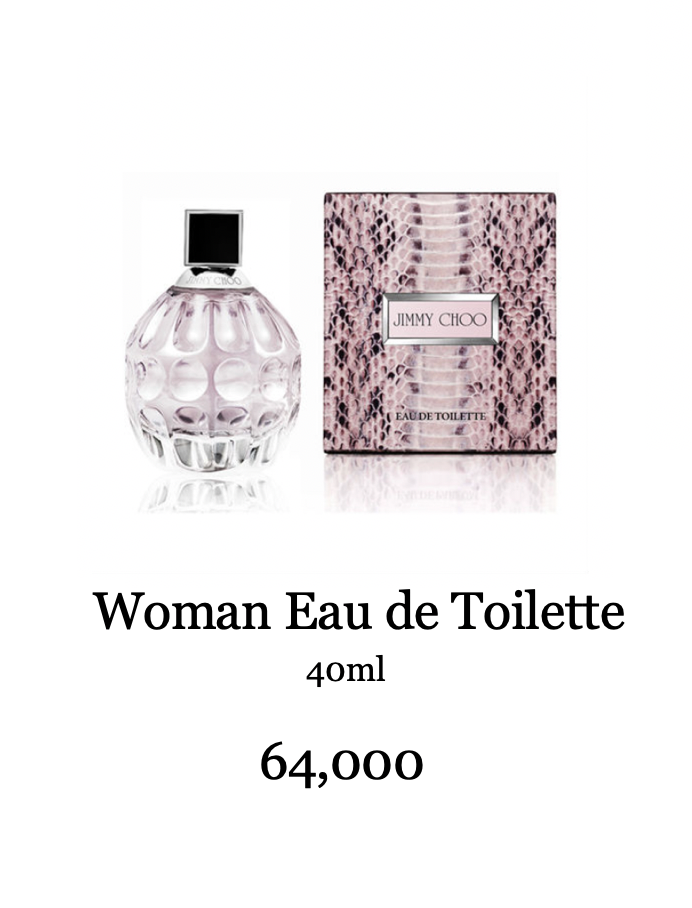 JIMMY CHOO
JIMMY CHOO
EAU DE TOILETTE
Woman Eau de Toilette
40ml
64,000